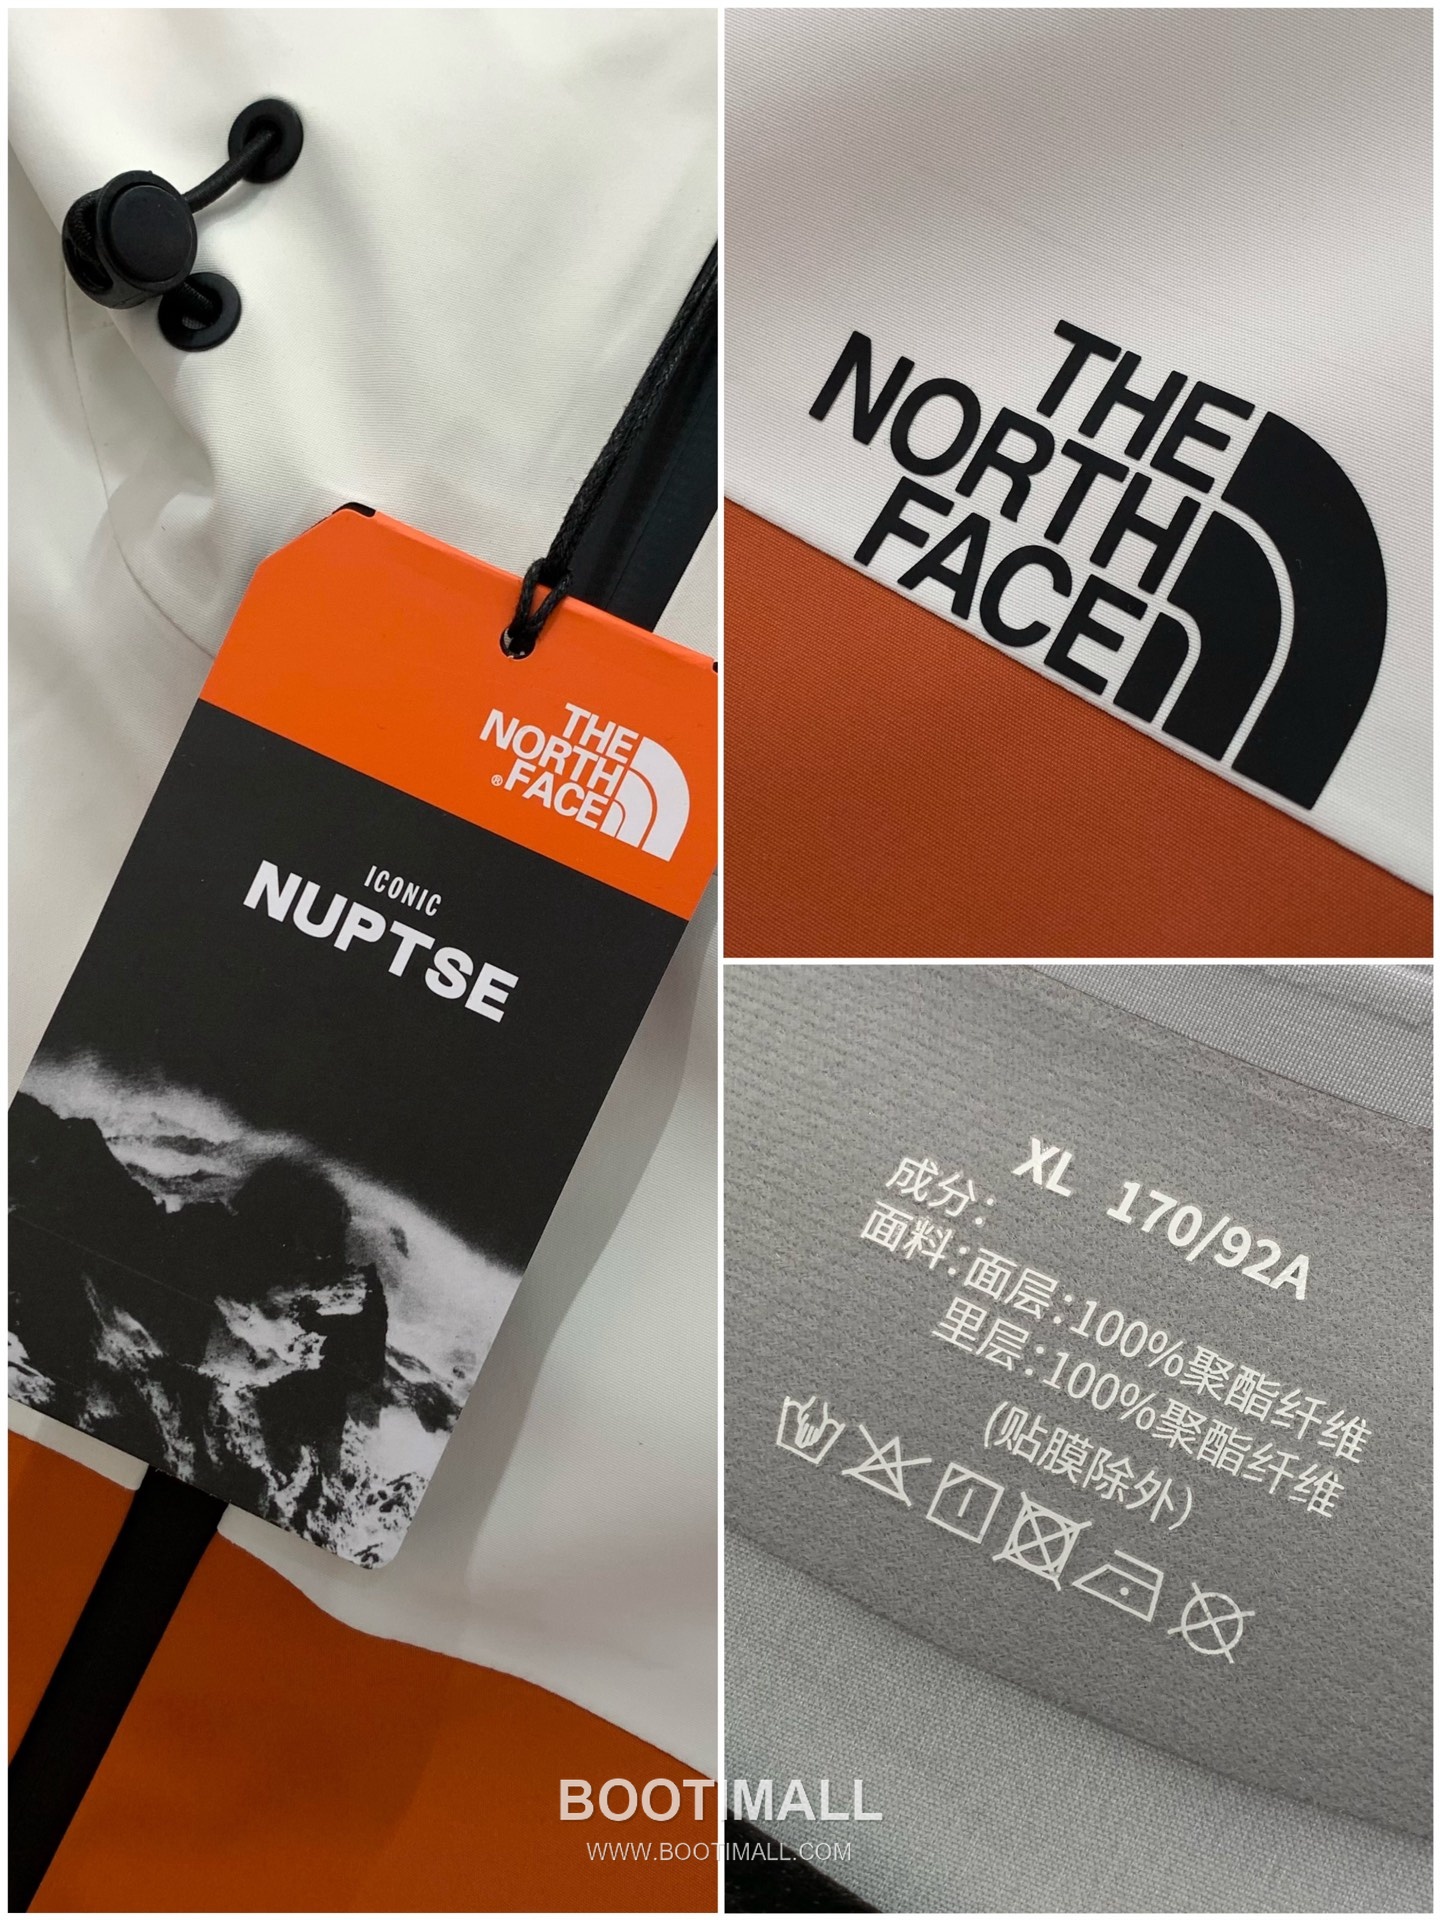 THE
NORTH
® FACE
ICONIC
NUPTSE
THE
NORTH
FACE
XL 170/92A
成分：
面料：面层：100%聚酯纤维
里层：100%聚酯纤维
(贴膜除外)
BOOTIMALL
WWW.BOOTIMALL.COM